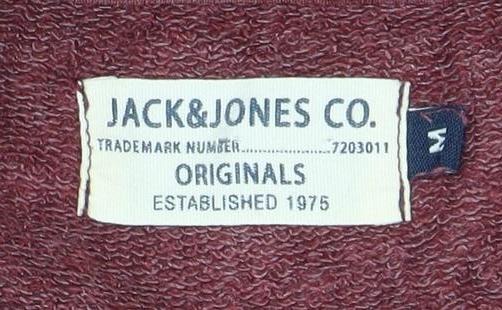 JACK&JONES CO.
TRADEMARK NUMBER......................7203011
ORIGINALS
ESTABLISHED 1975
M